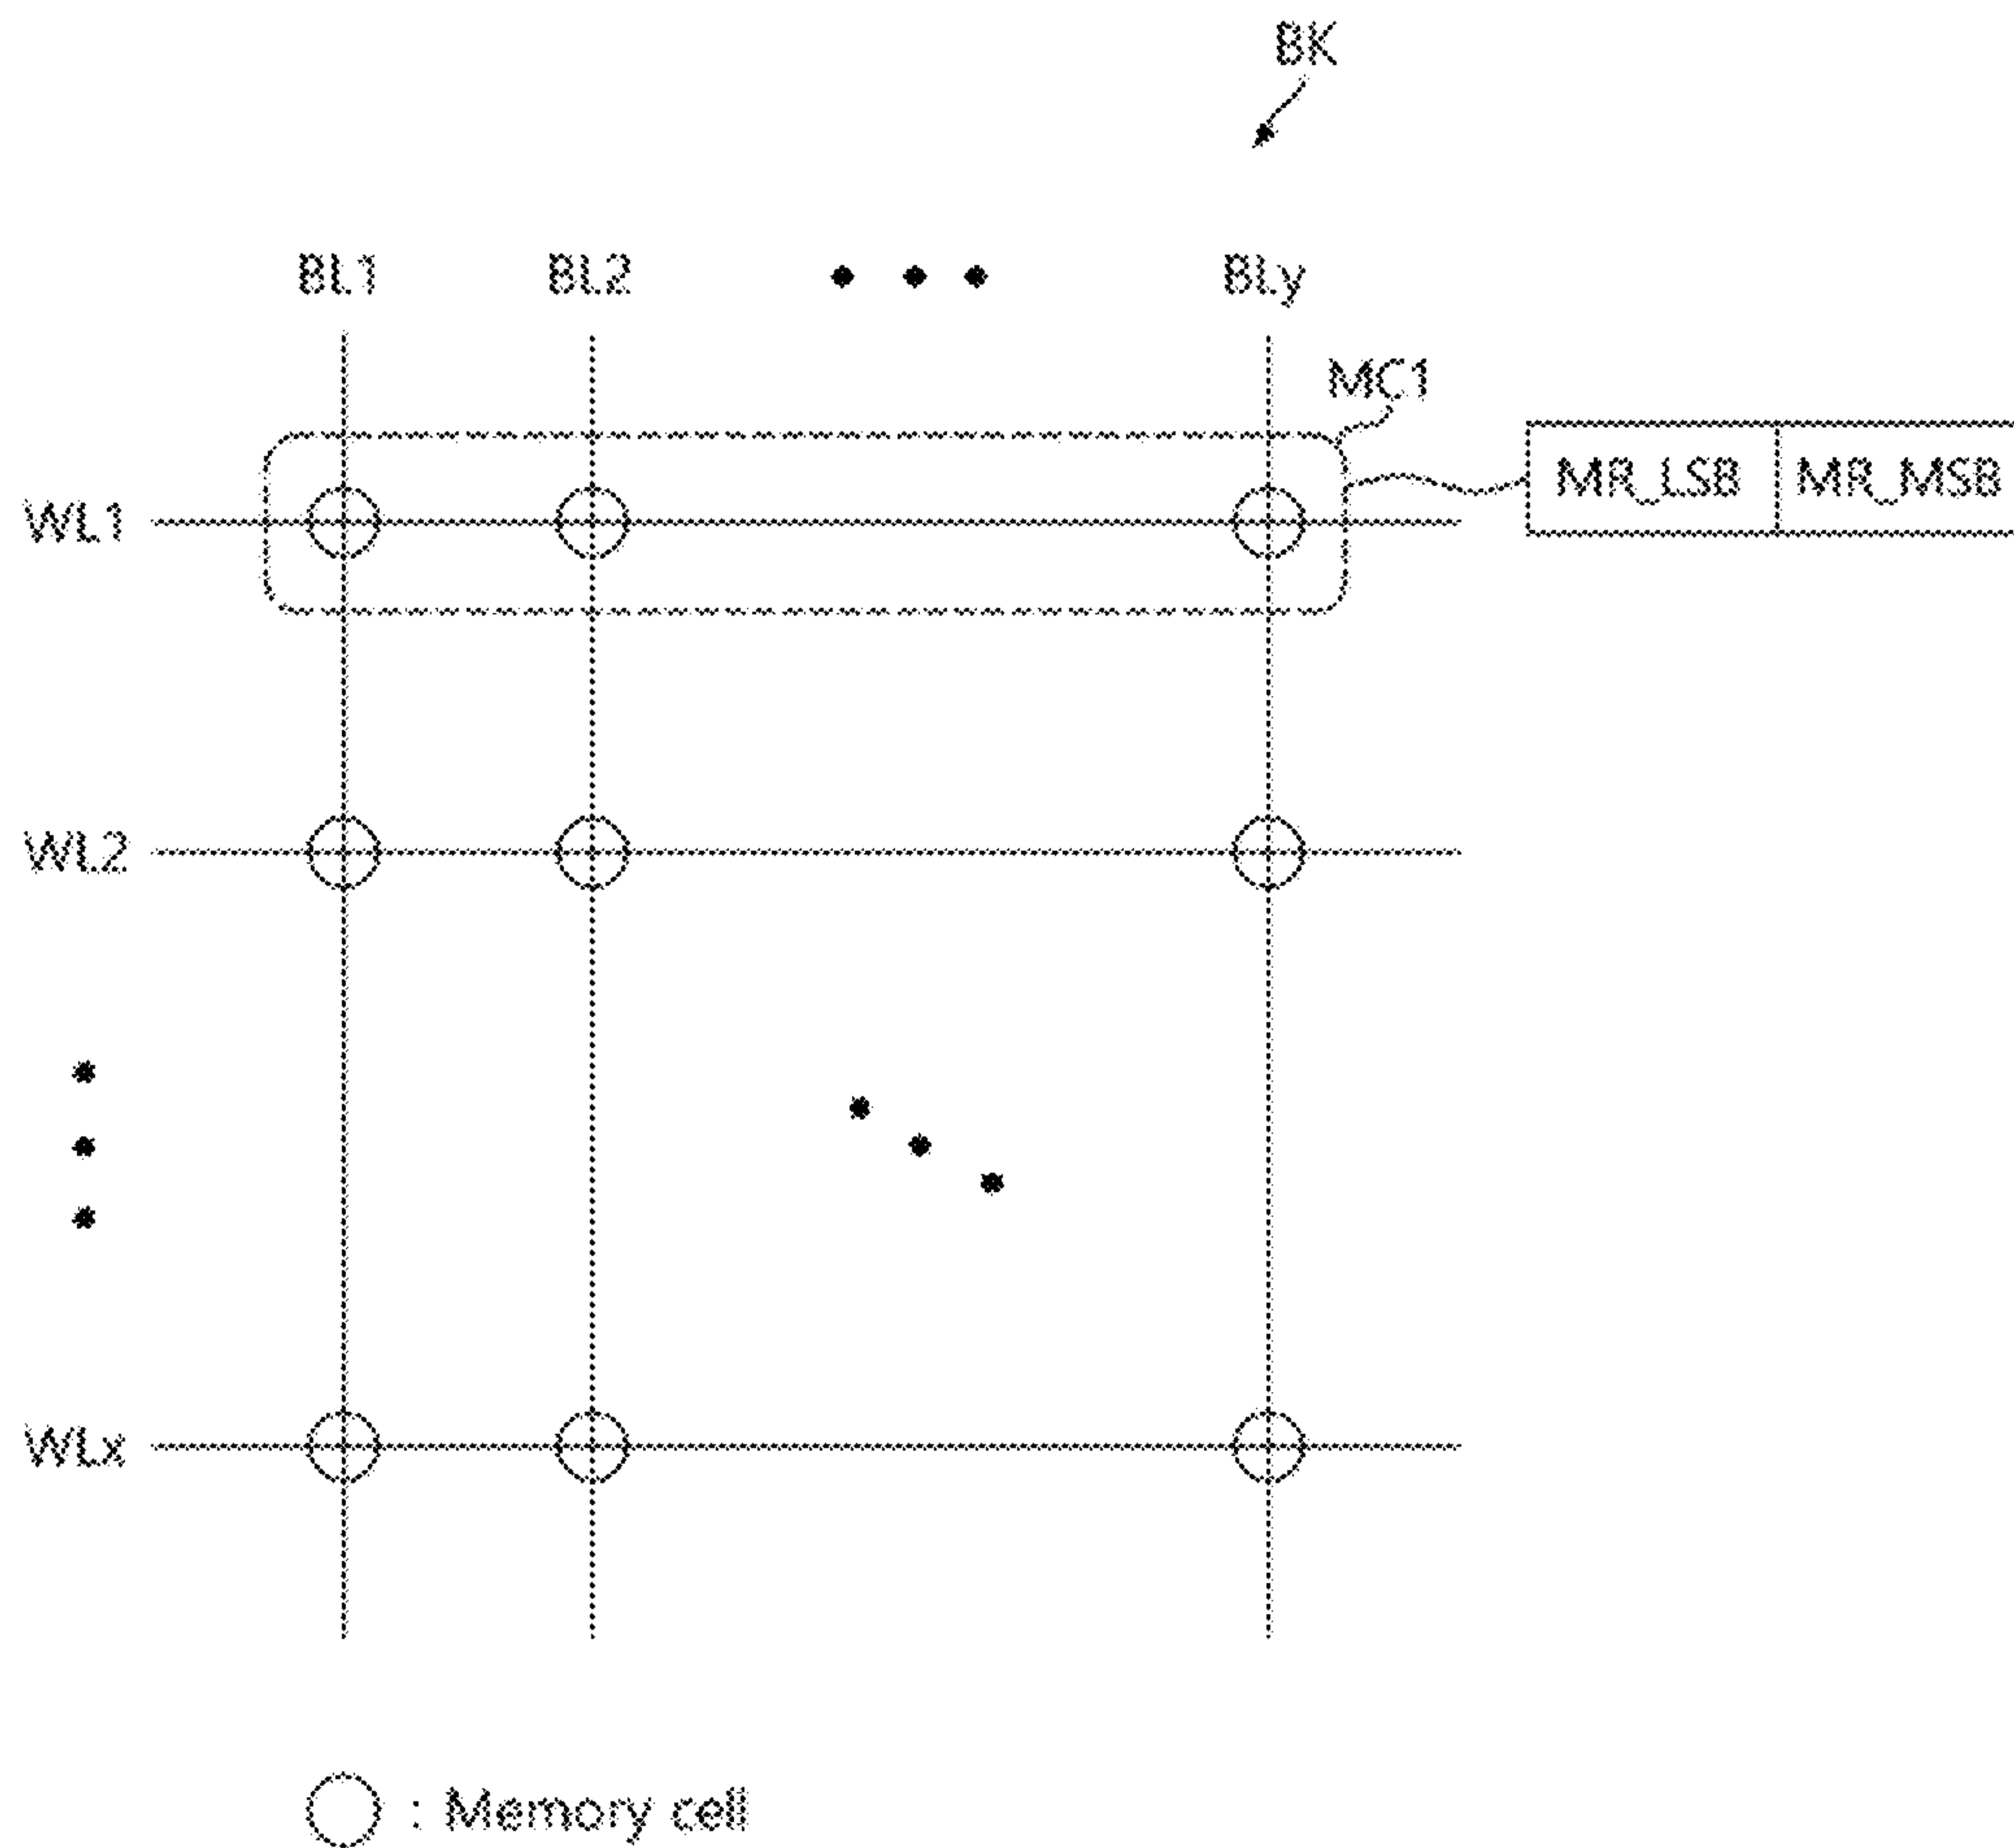 BK
BL1 BL2 ● ● ● BLy
MC1
MR_LSB MR_MSB
WL1
WL2
WLx
: Memory cell